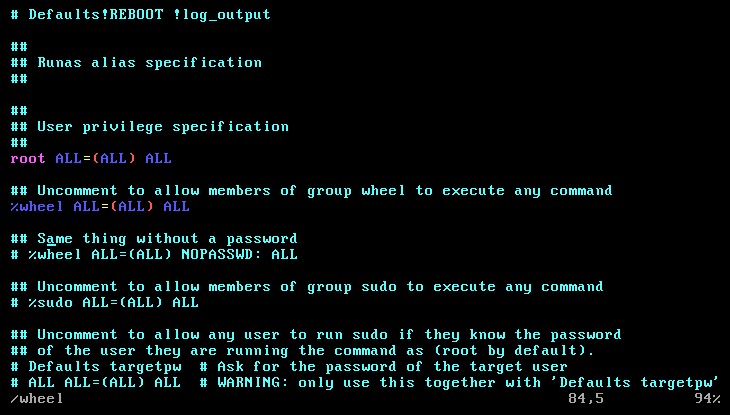 # Defaults!REBOOT !log_output
##
## Runas alias specification
##
##
## User privilege specification
##
root ALL=(ALL) ALL
## Uncomment to allow members of group wheel to execute any command
%wheel ALL=(ALL) ALL
## Same thing without a password
# %wheel ALL=(ALL) NOPASSWD: ALL
## Uncomment to allow members of group sudo to execute any command
# %sudo ALL=(ALL) ALL
## Uncomment to allow any user to run sudo if they know the password
## of the user they are running the command as (root by default).
# Defaults targetpw  # Ask for the password of the target user
# ALL ALL=(ALL) ALL  # WARNING: only use this together with 'Defaults targetpw'
/wheel 84,5 94%